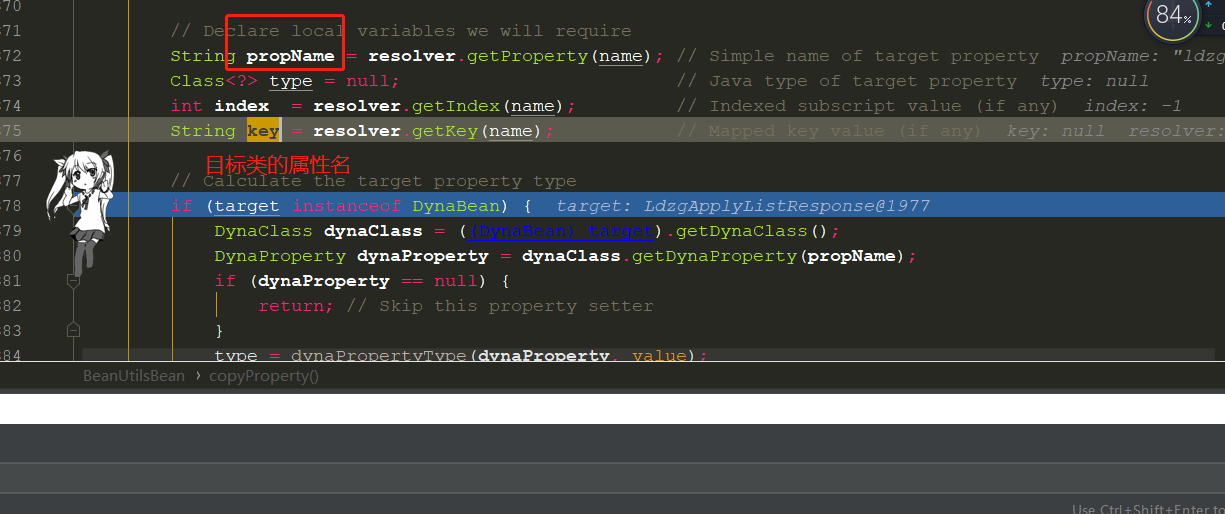 370
84%
371 // Declare local variables we will require
372 String propName = resolver.getProperty(name); // Simple name of target property propName: "ldzg
373 Class<?> type = null; // Java type of target property type: null
374 int index = resolver.getIndex(name); // Indexed subscript value (if any) index: -1
375 String key = resolver.getKey(name); // Mapped key value (if any) key: null resolver:
376
目标类的属性名
377 // Calculate the target property type
378 if (target instanceof DynaBean) { target: LdzgApplyListResponse@1977
379 DynaClass dynaClass = ((DynaBean) target).getDynaClass();
380 DynaProperty dynaProperty = dynaClass.getDynaProperty(propName);
381 if (dynaProperty == null) {
382 return; // Skip this property setter
383 }
384 type = dynaPropertyType(dynaProperty, value);
BeanUtilsBean › copyProperty()
Use Ctrl+Shift+Enter to